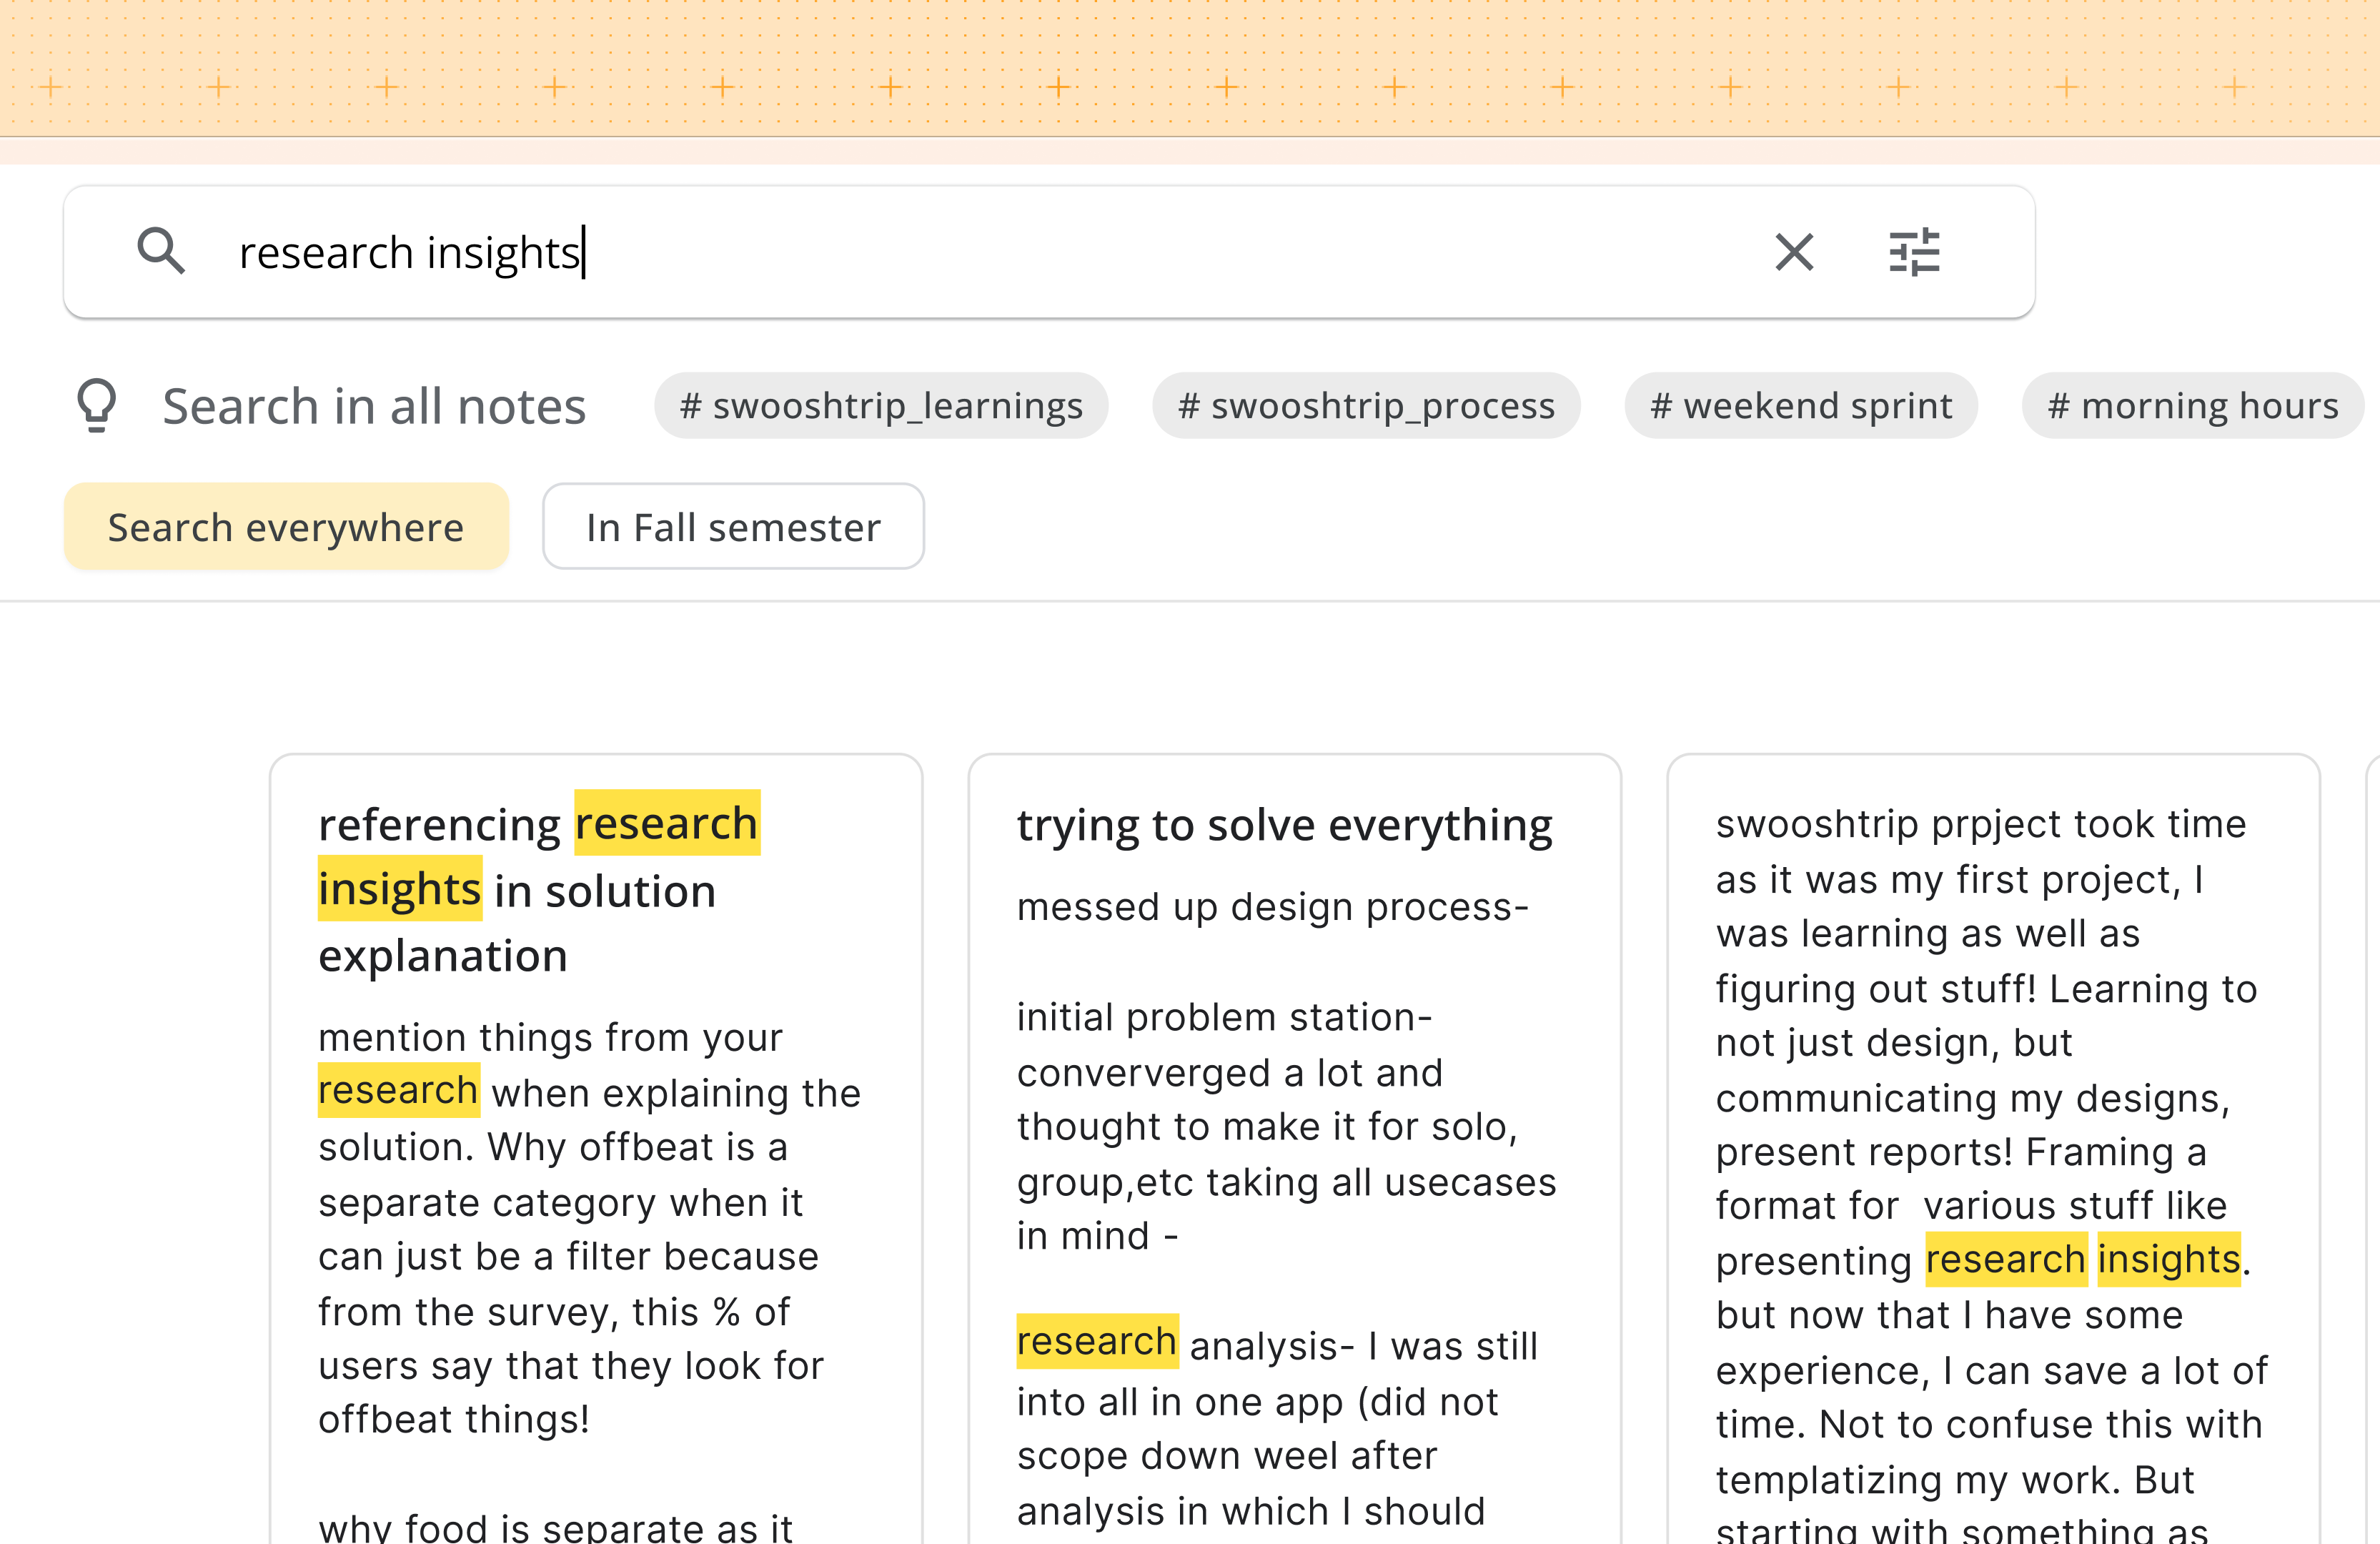 research insights
Search in all notes
# swooshtrip_learnings
# swooshtrip_process
# weekend sprint
# morning hours
Search everywhere
In Fall semester
referencing research
insights in solution
explanation
mention things from your
research when explaining the
solution. Why offbeat is a
separate category when it
can just be a filter because
from the survey, this % of
users say that they look for
offbeat things!
why food is separate as it
trying to solve everything
messed up design process-
initial problem station-
conververged a lot and
thought to make it for solo,
group,etc taking all usecases
in mind -
research analysis- I was still
into all in one app (did not
scope down weel after
analysis in which I should
swooshtrip prpject took time
as it was my first project, I
was learning as well as
figuring out stuff! Learning to
not just design, but
communicating my designs,
present reports! Framing a
format for  various stuff like
presenting research insights.
but now that I have some
experience, I can save a lot of
time. Not to confuse this with
templatizing my work. But
starting with something as